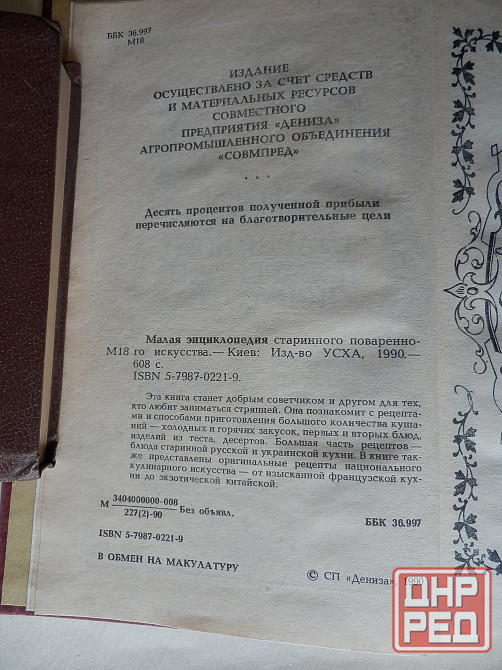 ББК 36.997
М18
ИЗДАНИЕ
ОСУЩЕСТВЛЕНО ЗА СЧЕТ СРЕДСТВ
И МАТЕРИАЛЬНЫХ РЕСУРСОВ
СОВМЕСТНОГО
ПРЕДПРИЯТИЯ «ДЕНИЗА»
АГРОПРОМЫШЛЕННОГО ОБЪЕДИНЕНИЯ
«СОВМПРЕД»
* * *
Десять процентов полученной прибыли
перечисляются на благотворительные цели
Малая энциклопедия старинного поваренно-
М18 го искусства.— Киев: Изд-во УСХА, 1990.—
608 с.
ISBN 5-7987-0221-9.
Эта книга станет добрым советчиком и другом для тех,
кто любит заниматься стряпней. Она познакомит с рецепта-
ми и способами приготовления большого количества куша-
ний — холодных и горячих закусок, первых и вторых блюд,
изделий из теста, десертов. Большая часть рецептов —
блюда старинной русской и украинской кухни. В книге так-
же представлены оригинальные рецепты национального
кулинарного искусства — от изысканной французской кух-
ни до экзотической китайской.
М 3404000000-008
227(2)-90 Без объявл.
ББК 36.997
ISBN 5-7987-0221-9
В ОБМЕН НА МАКУЛАТУРУ
© СП «Дениза», 1990
ДНР
РЕД